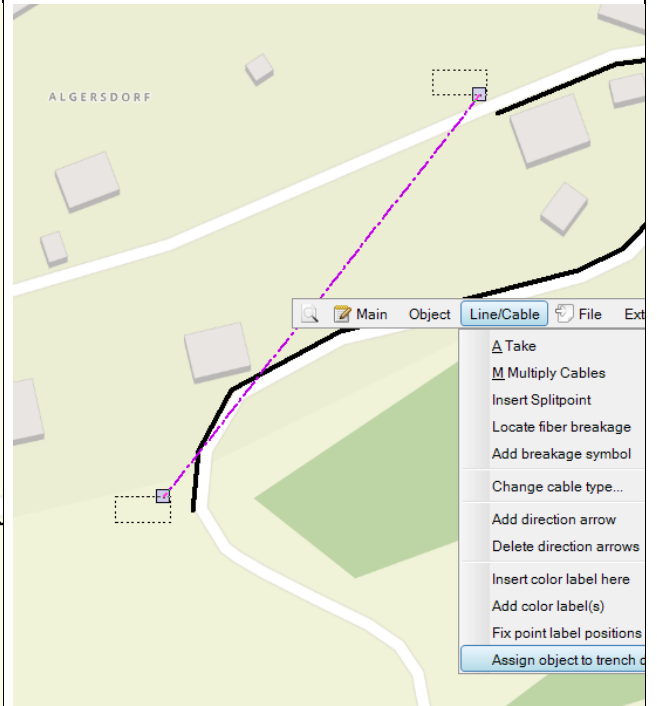 ALGERSDORF
Main Object Line/Cable File Ext
A Take
M Multiply Cables
Insert Splitpoint
Locate fiber breakage
Add breakage symbol
Change cable type...
Add direction arrow
Delete direction arrows
Insert color label here
Add color label(s)
Fix point label positions
Assign object to trench